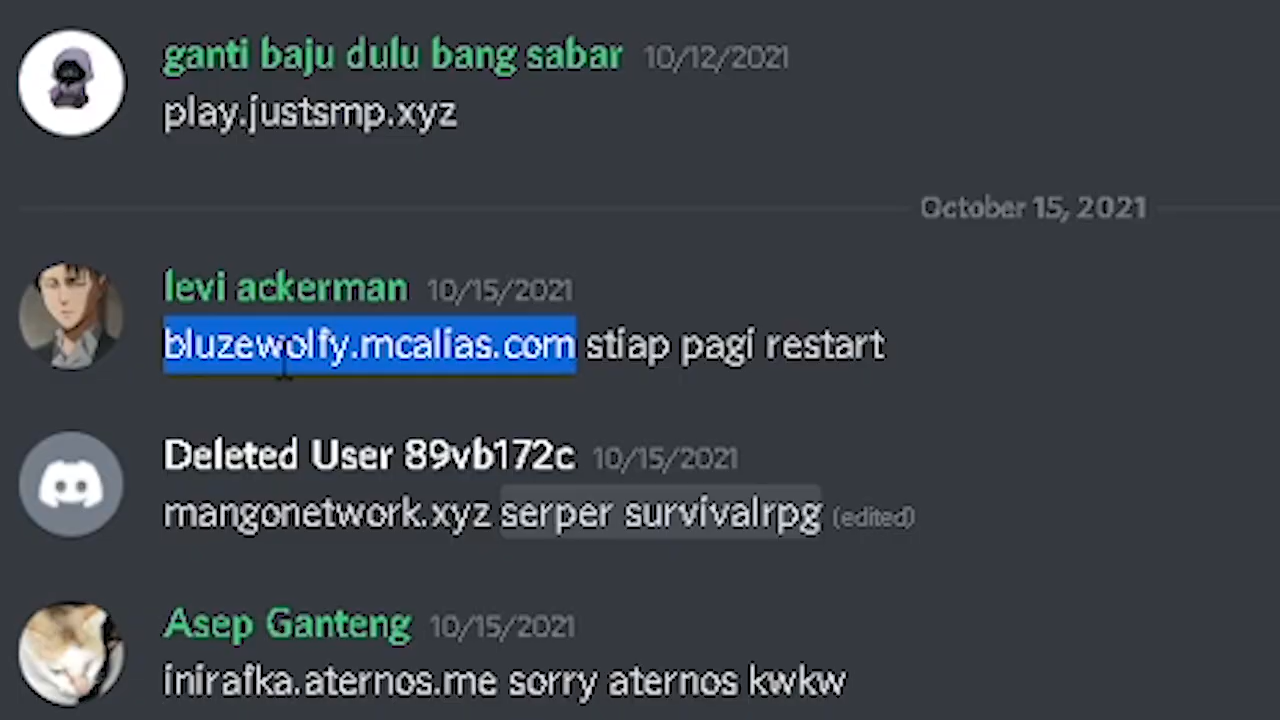 ganti baju dulu bang sabar 10/12/2021
play.justsmp.xyz
October 15, 2021
levi ackerman 10/15/2021
bluzewolfy.mcalias.com stiap pagi restart
Deleted User 89vb172c 10/15/2021
mangonetwork.xyz serper survivalrpg (edited)
Asep Ganteng 10/15/2021
inirafka.aternos.me sorry aternos kwkw